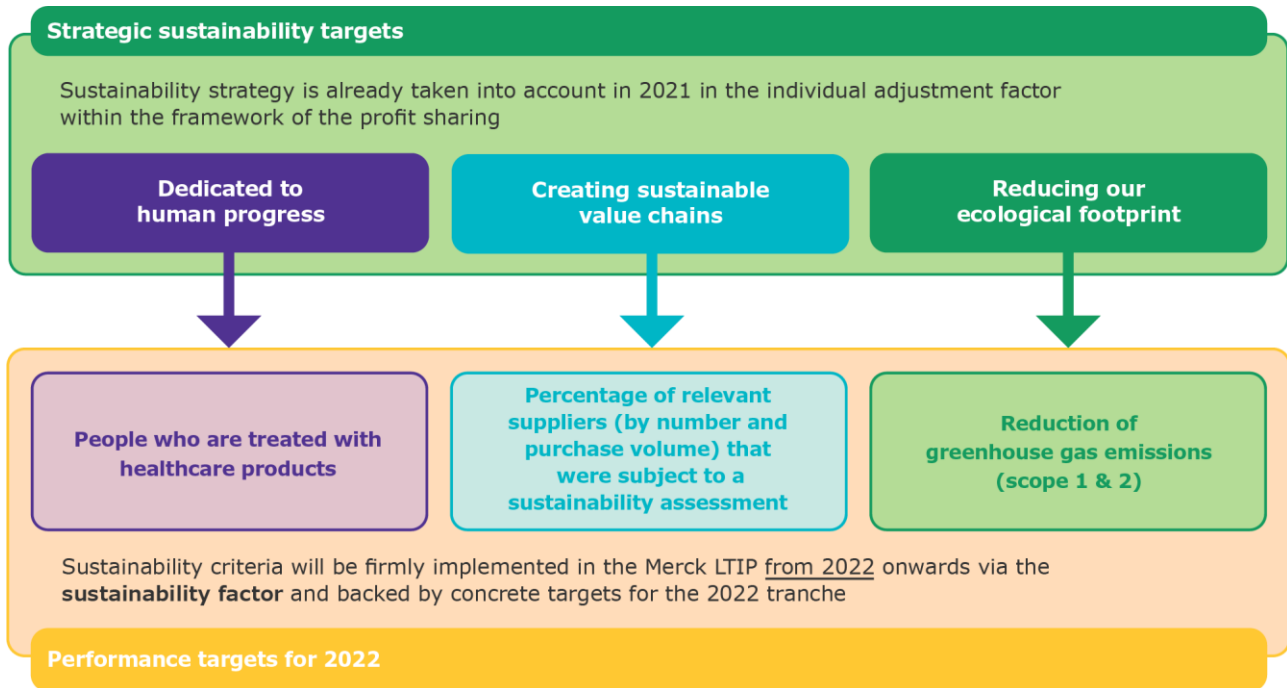 Strategic sustainability targets
Sustainability strategy is already taken into account in 2021 in the individual adjustment factor
within the framework of the profit sharing
Dedicated to
human progress
Creating sustainable
value chains
Reducing our
ecological footprint
People who are treated with
healthcare products
Percentage of relevant
suppliers (by number and
purchase volume) that
were subject to a
sustainability assessment
Reduction of
greenhouse gas emissions
(scope 1 & 2)
Sustainability criteria will be firmly implemented in the Merck LTIP from 2022 onwards via the
sustainability factor and backed by concrete targets for the 2022 tranche
Performance targets for 2022